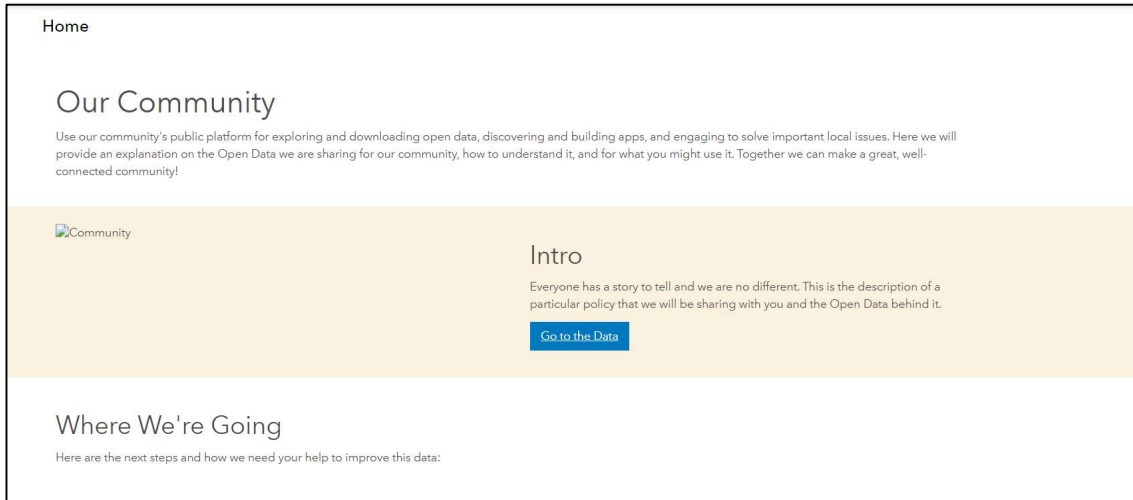 Home
Our Community
Use our community's public platform for exploring and downloading open data, discovering and building apps, and engaging to solve important local issues. Here we will
provide an explanation on the Open Data we are sharing for our community, how to understand it, and for what you might use it. Together we can make a great, well-
connected community!
Community
Intro
Everyone has a story to tell and we are no different. This is the description of a
particular policy that we will be sharing with you and the Open Data behind it.
Go to the Data
Where We're Going
Here are the next steps and how we need your help to improve this data: